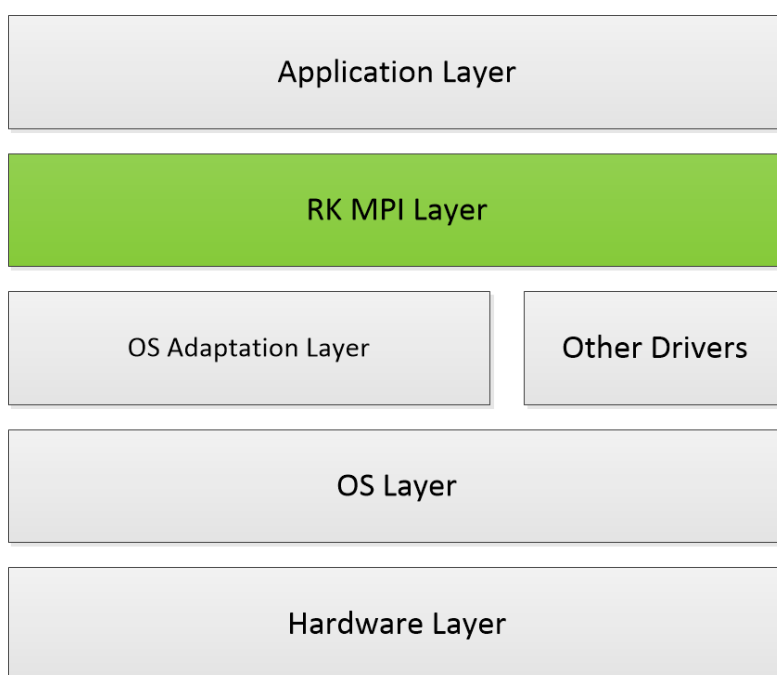 Application Layer
RK MPI Layer
OS Adaptation Layer
Other Drivers
OS Layer
Hardware Layer